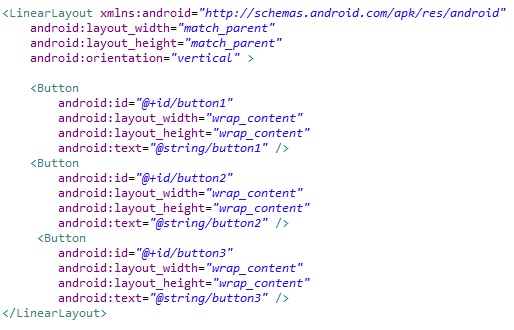 <LinearLayout xmlns:android="http://schemas.android.com/apk/res/android"
    android:layout_width="match_parent"
    android:layout_height="match_parent"
    android:orientation="vertical" >

    <Button
        android:id="@+id/button1"
        android:layout_width="wrap_content"
        android:layout_height="wrap_content"
        android:text="@string/button1" />
    <Button
        android:id="@+id/button2"
        android:layout_width="wrap_content"
        android:layout_height="wrap_content"
        android:text="@string/button2" />
     <Button
        android:id="@+id/button3"
        android:layout_width="wrap_content"
        android:layout_height="wrap_content"
        android:text="@string/button3" />
</LinearLayout>